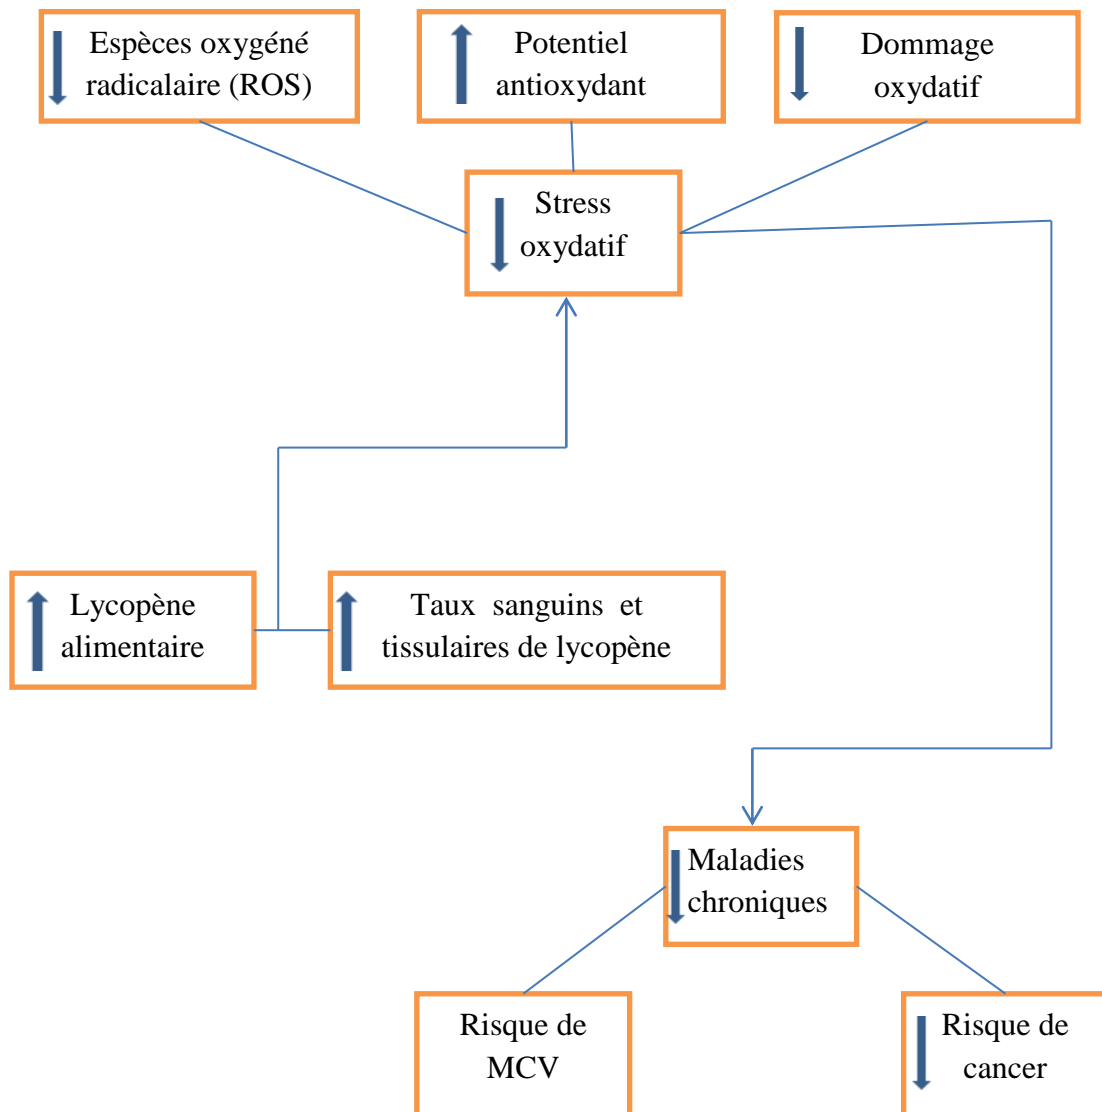 Espèces oxygéné
radicalaire (ROS)
Potentiel
antioxydant
Dommage
oxydatif
Stress
oxydatif
Lycopène
alimentaire
Taux sanguins et
tissulaires de lycopène
Maladies
chroniques
Risque de
MCV
Risque de
cancer